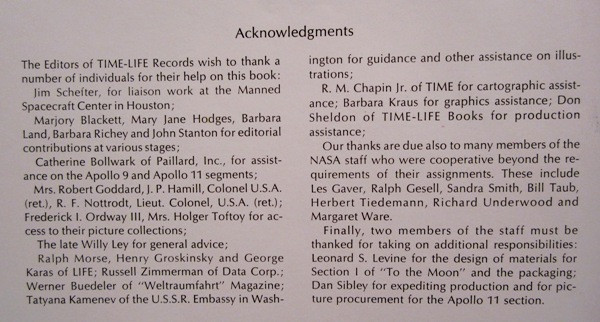 Acknowledgments
The Editors of TIME-LIFE Records wish to thank a
number of individuals for their help on this book:
Jim Schefter, for liaison work at the Manned
Spacecraft Center in Houston;
Marjory Blackett, Mary Jane Hodges, Barbara
Land, Barbara Richey and John Stanton for editorial
contributions at various stages;
Catherine Bollwark of Paillard, Inc., for assist-
ance on the Apollo 9 and Apollo 11 segments;
Mrs. Robert Goddard, J. P. Hamill, Colonel U.S.A.
(ret.), R. F. Nottrodt, Lieut. Colonel, U.S.A. (ret.);
Frederick I. Ordway III, Mrs. Holger Toftoy for ac-
cess to their picture collections;
The late Willy Ley for general advice;
Ralph Morse, Henry Groskinsky and George
Karas of LIFE; Russell Zimmerman of Data Corp.;
Werner Buedeler of "Weltraumfahrt" Magazine;
Tatyana Kamenev of the U.S.S.R. Embassy in Wash-
ington for guidance and other assistance on illus-
trations;
R. M. Chapin Jr. of TIME for cartographic assist-
ance; Barbara Kraus for graphics assistance; Don
Sheldon of TIME-LIFE Books for production
assistance;
Our thanks are due also to many members of the
NASA staff who were cooperative beyond the re-
quirements of their assignments. These include
Les Gaver, Ralph Gesell, Sandra Smith, Bill Taub,
Herbert Tiedemann, Richard Underwood and
Margaret Ware.
Finally, two members of the staff must be
thanked for taking on additional responsibilities:
Leonard S. Levine for the design of materials for
Section I of "To the Moon" and the packaging;
Dan Sibley for expediting production and for pic-
ture procurement for the Apollo 11 section.